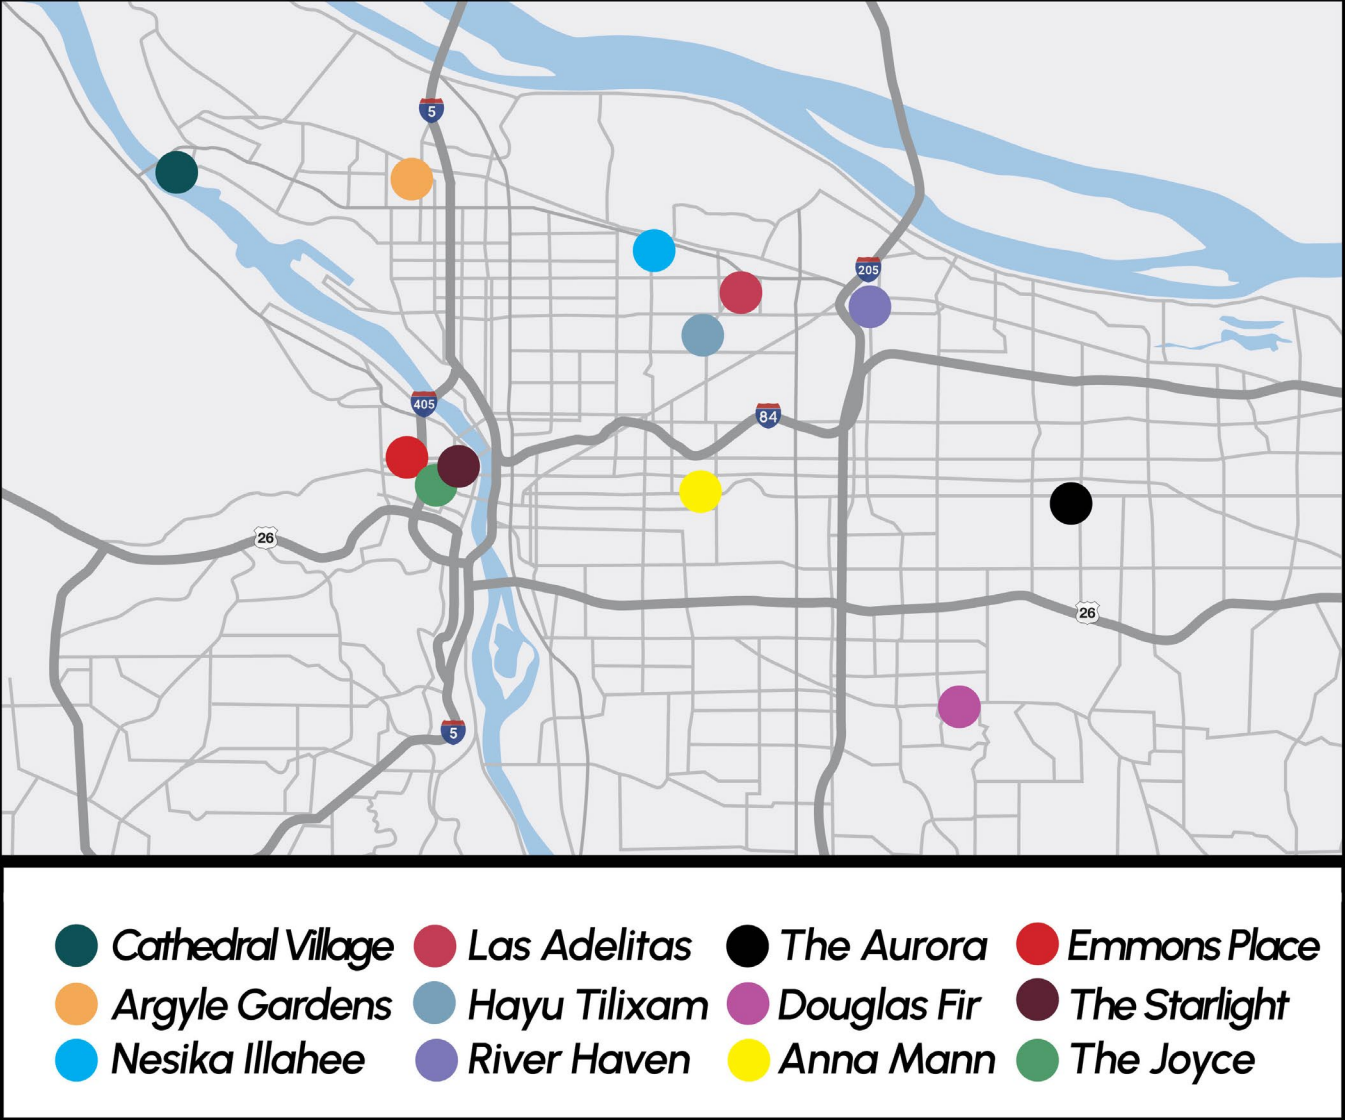 5
205
405
84
26
26
5
Cathedral Village Las Adelitas The Aurora Emmons Place
Argyle Gardens Hayu Tilixam Douglas Fir The Starlight
Nesika Illahee River Haven Anna Mann The Joyce